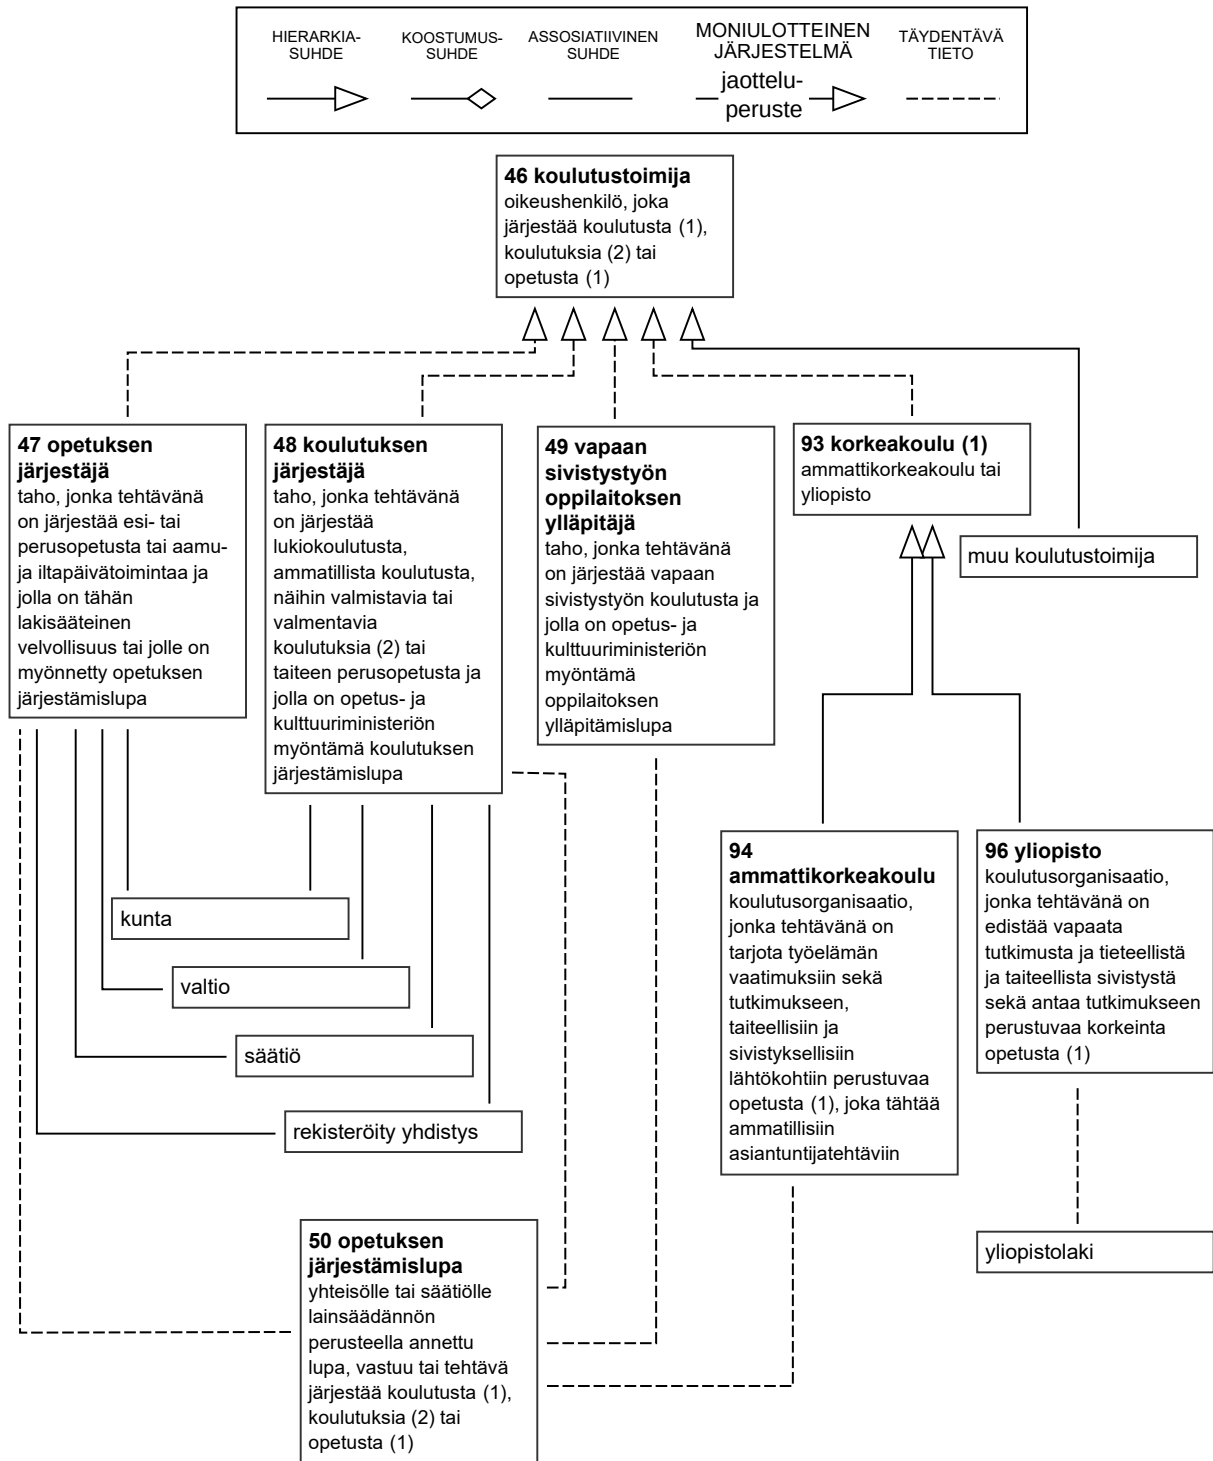 HIERARKIA-
SUHDE
KOOSTUMUS-
SUHDE
ASSOSIATIIVINEN
SUHDE
MONIULOTTEINEN
JÄRJESTELMÄ
jaottelu-
peruste
TÄYDENTÄVÄ
TIETO
46 koulutustoimija
oikeushenkilö, joka
järjestää koulutusta (1),
koulutuksia (2) tai
opetusta (1)
47 opetuksen
järjestäjä
taho, jonka tehtävänä
on järjestää esi- tai
perusopetusta tai aamu-
ja iltapäivätoimintaa ja
jolla on tähän
lakisääteinen
velvollisuus tai jolle on
myönnetty opetuksen
järjestämislupa
48 koulutuksen
järjestäjä
taho, jonka tehtävänä
on järjestää
lukiokoulutusta,
ammatillista koulutusta,
näihin valmistavia tai
valmentavia
koulutuksia (2) tai
taiteen perusopetusta ja
jolla on opetus- ja
kulttuuriministeriön
myöntämä koulutuksen
järjestämislupa
49 vapaan
sivistystyön
oppilaitoksen
ylläpitäjä
taho, jonka tehtävänä
on järjestää vapaan
sivistystyön koulutusta ja
jolla on opetus- ja
kulttuuriministeriön
myöntämä
oppilaitoksen
ylläpitämislupa
93 korkeakoulu (1)
ammattikorkeakoulu tai
yliopisto
muu koulutustoimija
kunta
valtio
säätiö
rekisteröity yhdistys
94
ammattikorkeakoulu
koulutusorganisaatio,
jonka tehtävänä on
tarjota työelämän
vaatimuksiin sekä
tutkimukseen,
taiteellisiin ja
sivistyksellisiin
lähtökohtiin perustuvaa
opetusta (1), joka tähtää
ammatillisiin
asiantuntijatehtäviin
96 yliopisto
koulutusorganisaatio,
jonka tehtävänä on
edistää vapaata
tutkimusta ja tieteellistä
ja taiteellista sivistystä
sekä antaa tutkimukseen
perustuvaa korkeinta
opetusta (1)
yliopistolaki
50 opetuksen
järjestämislupa
yhteisölle tai säätiölle
lainsäädännön
perusteella annettu
lupa, vastuu tai tehtävä
järjestää koulutusta (1),
koulutuksia (2) tai
opetusta (1)